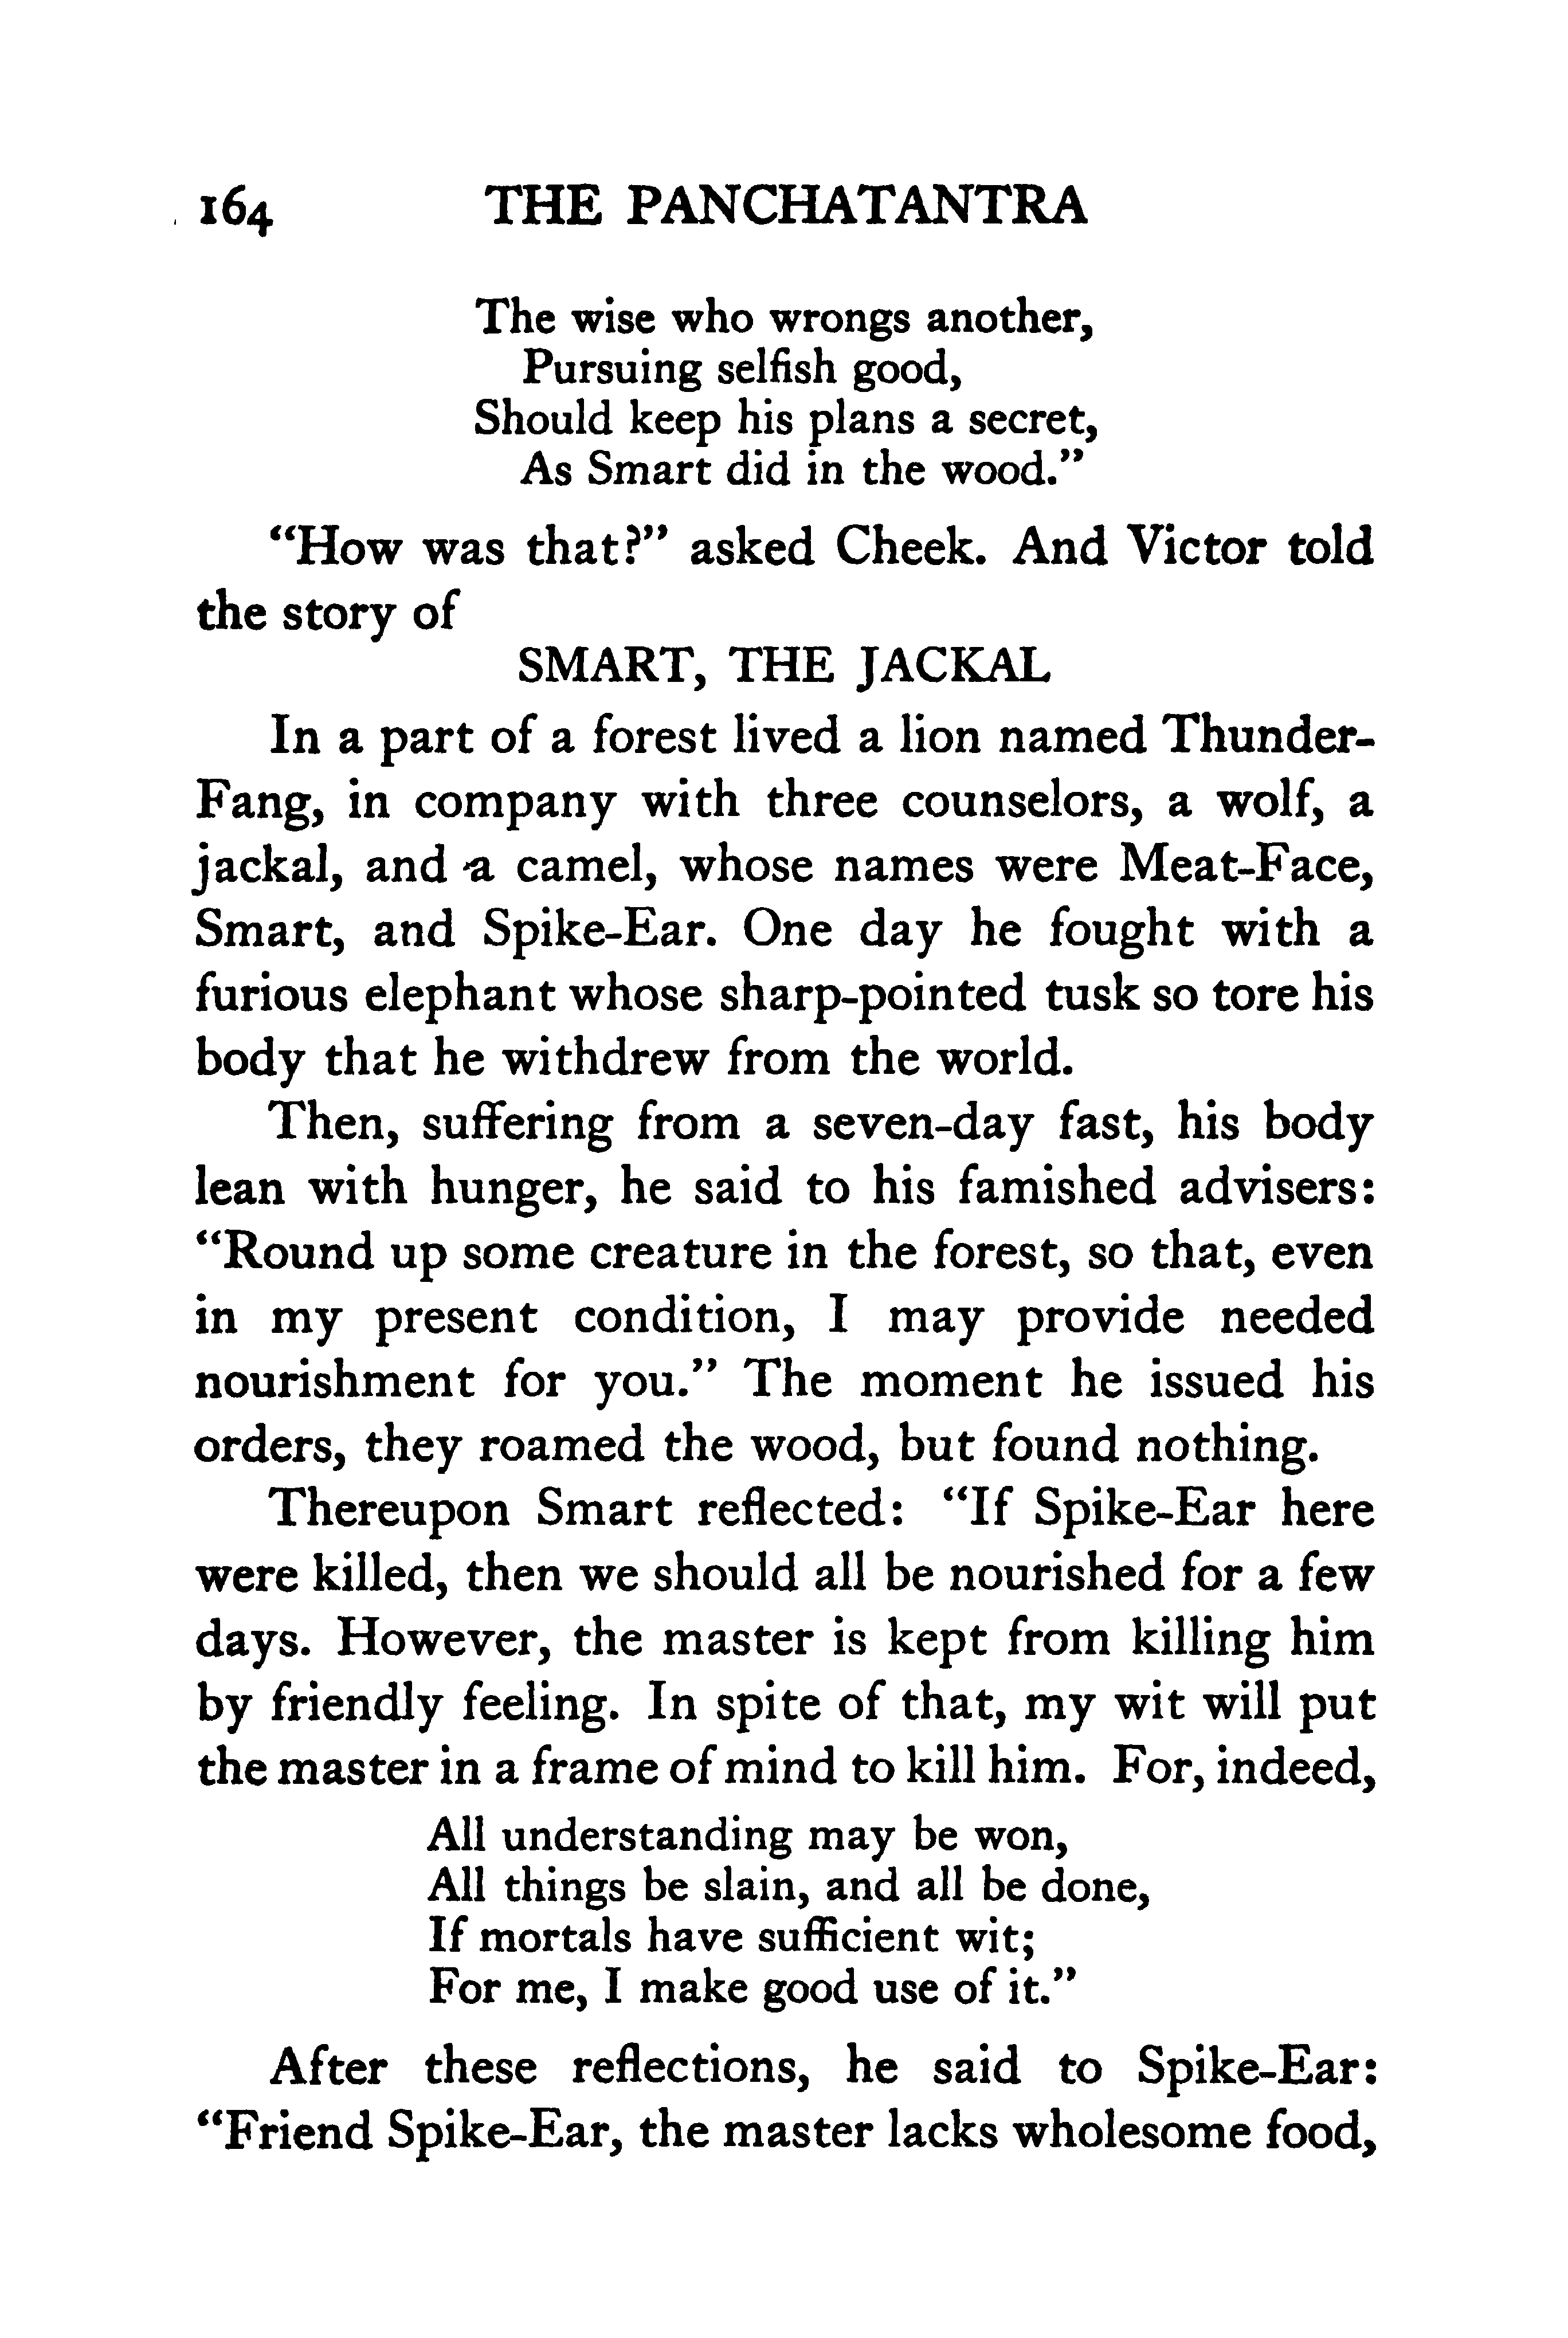 164 THE PANCHATANTRA
The wise who wrongs another,
Pursuing selfish good,
Should keep his plans a secret,
As Smart did in the wood.”
“How was that?” asked Cheek. And Victor told
the story of
SMART, THE JACKAL
In a part of a forest lived a lion named Thunder-
Fang, in company with three counselors, a wolf, a
jackal, and a camel, whose names were Meat-Face,
Smart, and Spike-Ear. One day he fought with a
furious elephant whose sharp-pointed tusk so tore his
body that he withdrew from the world.
Then, suffering from a seven-day fast, his body
lean with hunger, he said to his famished advisers:
“Round up some creature in the forest, so that, even
in my present condition, I may provide needed
nourishment for you.” The moment he issued his
orders, they roamed the wood, but found nothing.
Thereupon Smart reflected: “If Spike-Ear here
were killed, then we should all be nourished for a few
days. However, the master is kept from killing him
by friendly feeling. In spite of that, my wit will put
the master in a frame of mind to kill him. For, indeed,
All understanding may be won,
All things be slain, and all be done,
If mortals have sufficient wit;
For me, I make good use of it.”
After these reflections, he said to Spike-Ear:
“Friend Spike-Ear, the master lacks wholesome food,